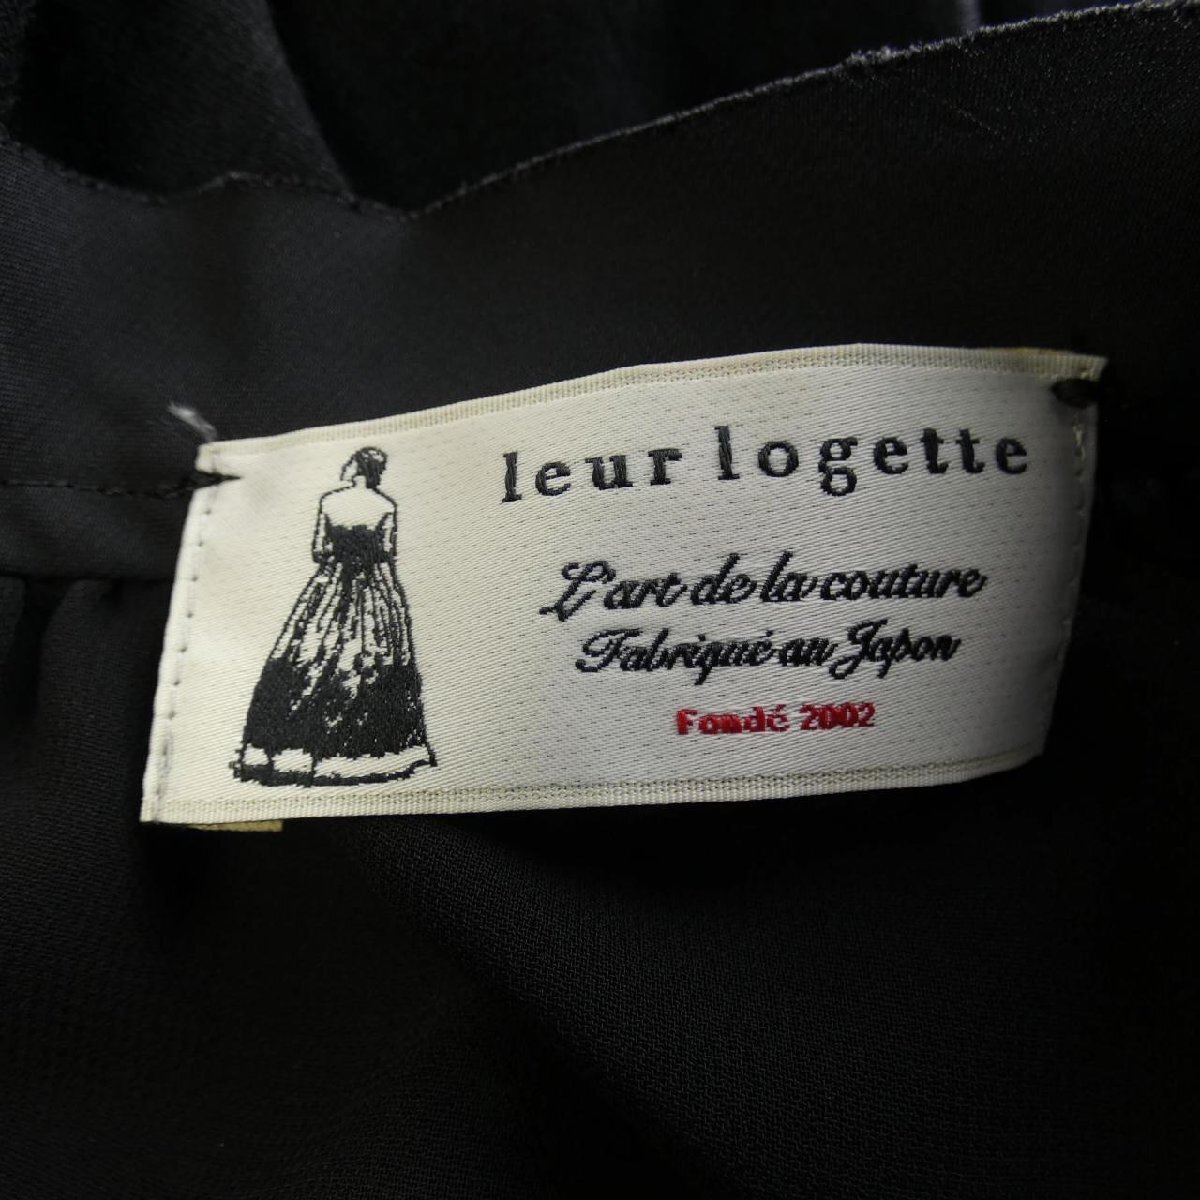 leur logette
L'art de la couture
Fabriqué au Japon
Fondé 2002